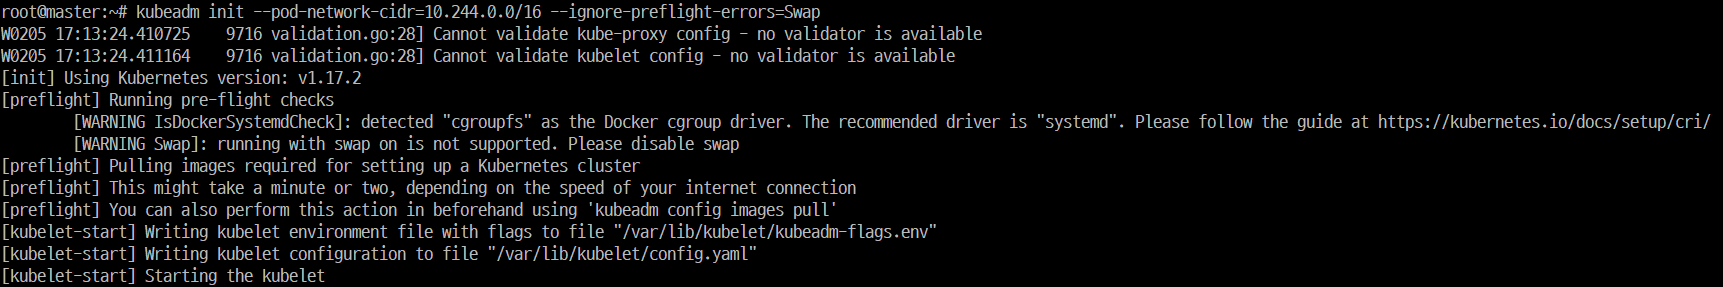 root@master:~# kubeadm init --pod-network-cidr=10.244.0.0/16 --ignore-preflight-errors=Swap
W0205 17:13:24.410725    9716 validation.go:28] Cannot validate kube-proxy config - no validator is available
W0205 17:13:24.411164    9716 validation.go:28] Cannot validate kubelet config - no validator is available
[init] Using Kubernetes version: v1.17.2
[preflight] Running pre-flight checks
        [WARNING IsDockerSystemdCheck]: detected "cgroupfs" as the Docker cgroup driver. The recommended driver is "systemd". Please follow the guide at https://kubernetes.io/docs/setup/cri/
        [WARNING Swap]: running with swap on is not supported. Please disable swap
[preflight] Pulling images required for setting up a Kubernetes cluster
[preflight] This might take a minute or two, depending on the speed of your internet connection
[preflight] You can also perform this action in beforehand using 'kubeadm config images pull'
[kubelet-start] Writing kubelet environment file with flags to file "/var/lib/kubelet/kubeadm-flags.env"
[kubelet-start] Writing kubelet configuration to file "/var/lib/kubelet/config.yaml"
[kubelet-start] Starting the kubelet